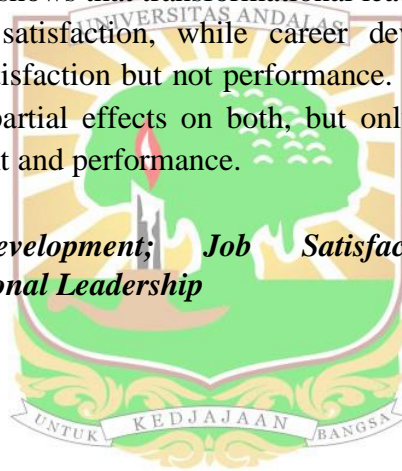 shows that transformational lea
UNIVERSITAS ANDALAS
satisfaction, while career dev
isfaction but not performance.
partial effects on both, but onl
t and performance.
evelopment; Job Satisfac
onal Leadership
UNTUK KEDJAJAAN BANGSA